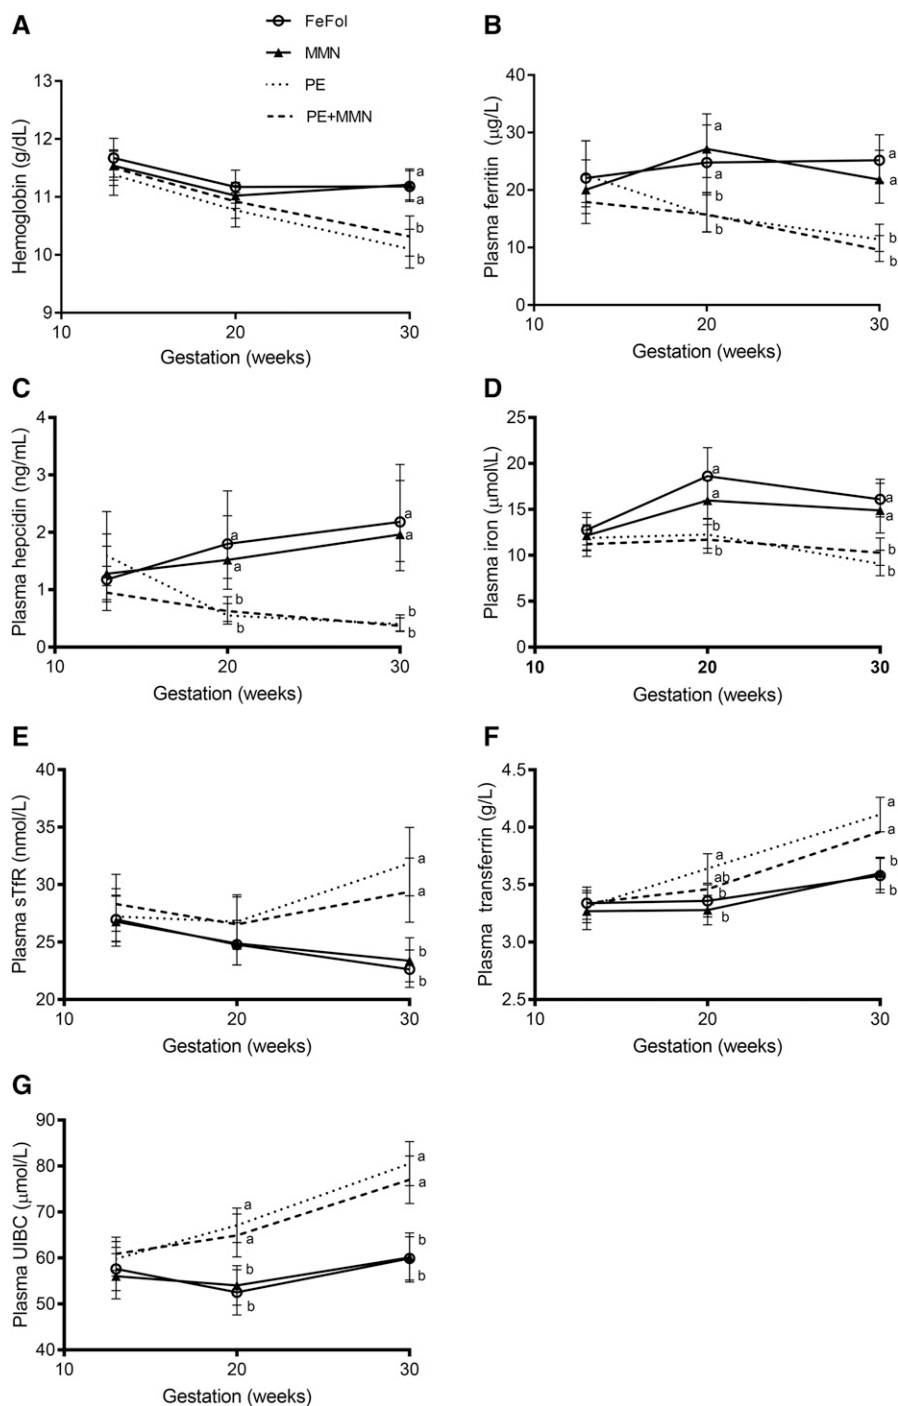 A
FeFol
MMN
PE
PE+MMN
Hemoglobin (g/dL)
13
12
11
10
9
10
20
30
a
a
b
b
Gestation (weeks)
B
Plasma ferritin (µg/L)
40
30
20
10
0
10
20
30
a
a
b
b
a
a
b
b
Gestation (weeks)
C
Plasma hepcidin (ng/mL)
4
3
2
1
0
10
20
30
a
a
b
b
a
a
b
b
Gestation (weeks)
D
Plasma iron (µmol\L)
25
20
15
10
5
0
10
20
30
a
a
b
b
a
a
b
b
Gestation (weeks)
E
Plasma sTfR (nmol/L)
40
35
30
25
20
10
20
30
a
a
b
b
Gestation (weeks)
F
Plasma transferrin (g/L)
4.5
4.0
3.5
3.0
2.5
10
20
30
a
ab
b
b
a
a
b
b
Gestation (weeks)
G
Plasma UIBC (µmol/L)
90
80
70
60
50
40
10
20
30
a
a
b
b
a
a
b
b
Gestation (weeks)